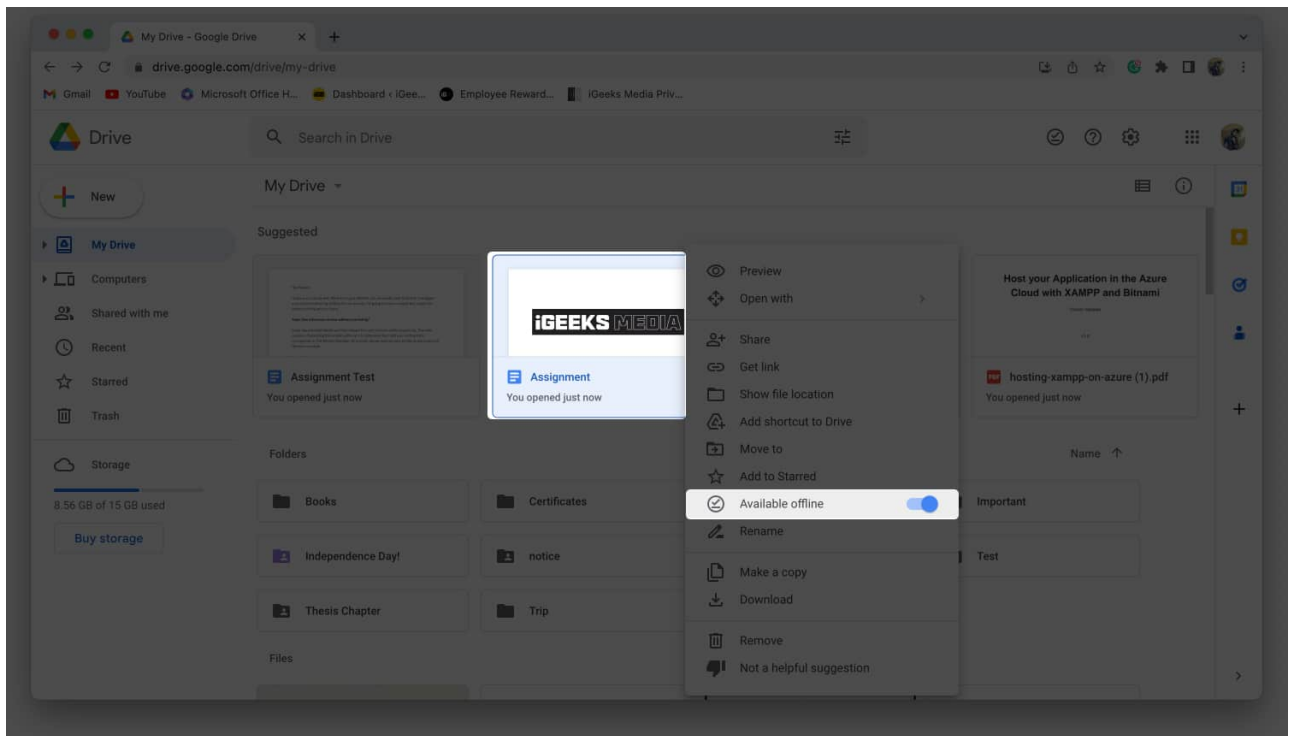 My Drive - Google Drive
drive.google.com/drive/my-drive
Gmail YouTube Microsoft Office H... Dashboard ‹ iGee... Employee Reward... iGeeks Media Priv...
Drive
Search in Drive
New
My Drive
Computers
Shared with me
Recent
Starred
Trash
Storage
8.56 GB of 15 GB used
Buy storage
My Drive
Suggested
Assignment Test
You opened just now
iGEEKS MEDIA
Assignment
You opened just now
Host your Application in the Azure
Cloud with XAMPP and Bitnami
PDF hosting-xampp-on-azure (1).pdf
You opened just now
Folders
Name
Books
Certificates
Important
Independence Day!
notice
Test
Thesis Chapter
Trip
Files
Preview
Open with
Share
Get link
Show file location
Add shortcut to Drive
Move to
Add to Starred
Available offline
Rename
Make a copy
Download
Remove
Not a helpful suggestion